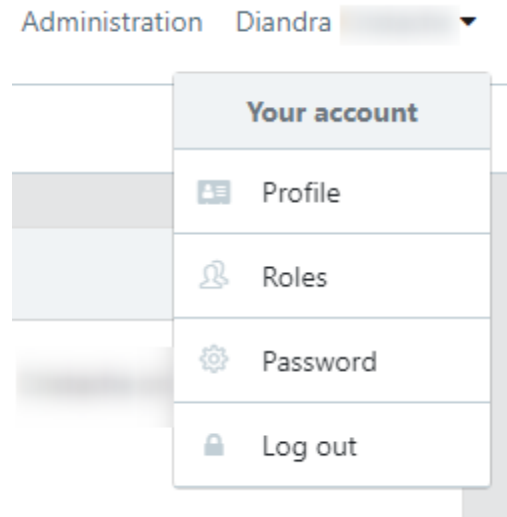 Administration Diandra
Your account
Profile
Roles
Password
Log out